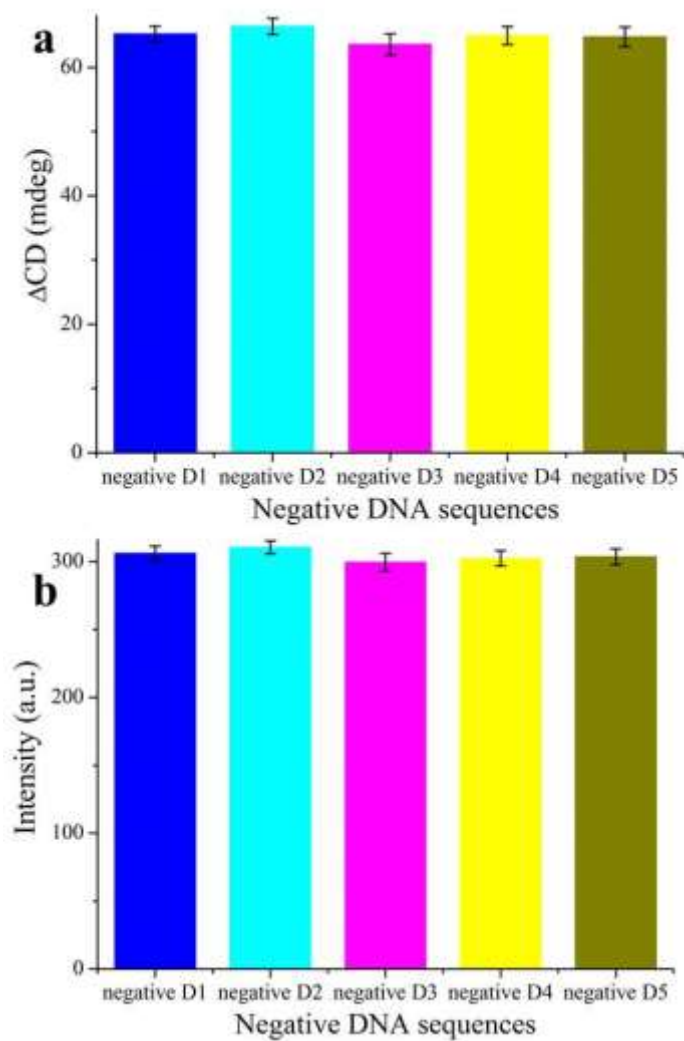 a
60
40
20
0
ΔCD (mdeg)
negative D1 negative D2 negative D3 negative D4 negative D5
Negative DNA sequences
b
300
200
100
0
Intensity (a.u.)
negative D1 negative D2 negative D3 negative D4 negative D5
Negative DNA sequences